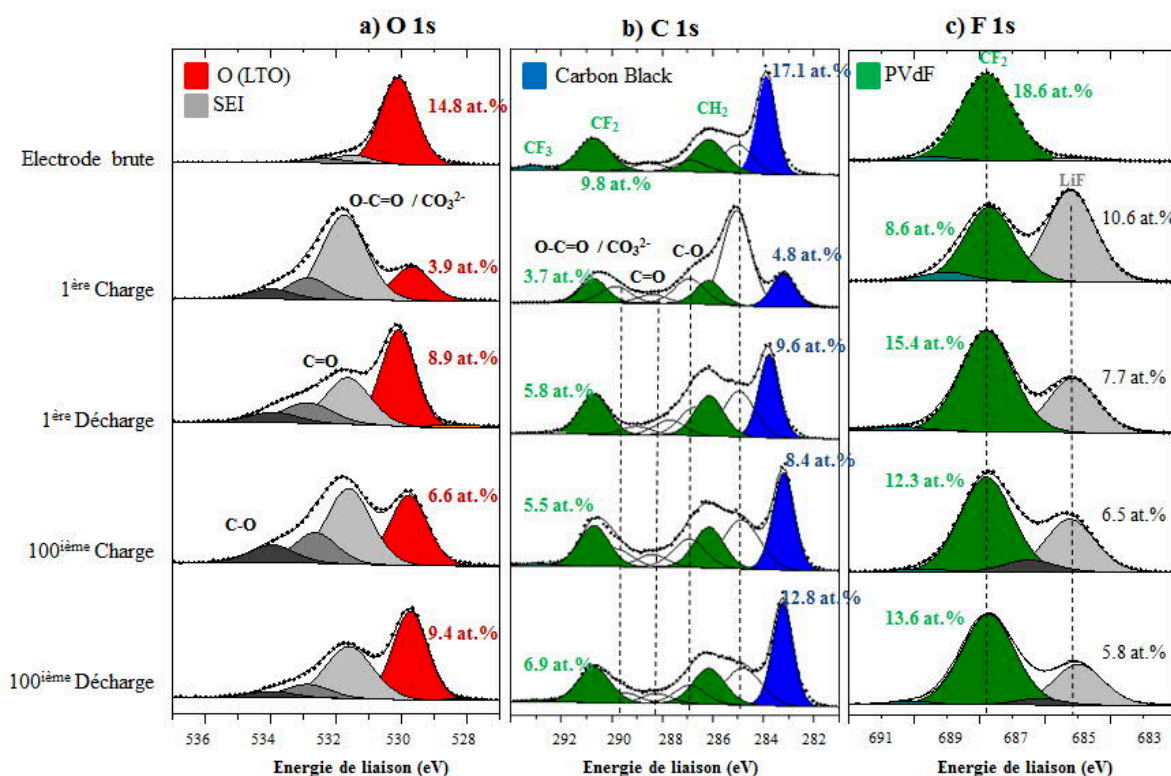 a) O 1s
b) C 1s
c) F 1s
O (LTO)
SEI
Carbon Black
PVdF
CF2
Electrode brute
14.8 at.%
CF3
CF2
CH2
17.1 at.%
9.8 at.%
18.6 at.%
LiF
1ère Charge
O-C=O / CO3²⁻
3.9 at.%
O-C=O / CO3²⁻
C=O
C-O
3.7 at.%
4.8 at.%
8.6 at.%
10.6 at.%
1ère Décharge
C=O
8.9 at.%
5.8 at.%
9.6 at.%
15.4 at.%
7.7 at.%
100ième Charge
C-O
6.6 at.%
5.5 at.%
8.4 at.%
12.3 at.%
6.5 at.%
100ième Décharge
9.4 at.%
6.9 at.%
12.8 at.%
13.6 at.%
5.8 at.%
536 534 532 530 528
292 290 288 286 284 282
691 689 687 685 683
Energie de liaison (eV)
Energie de liaison (eV)
Energie de liaison (eV)